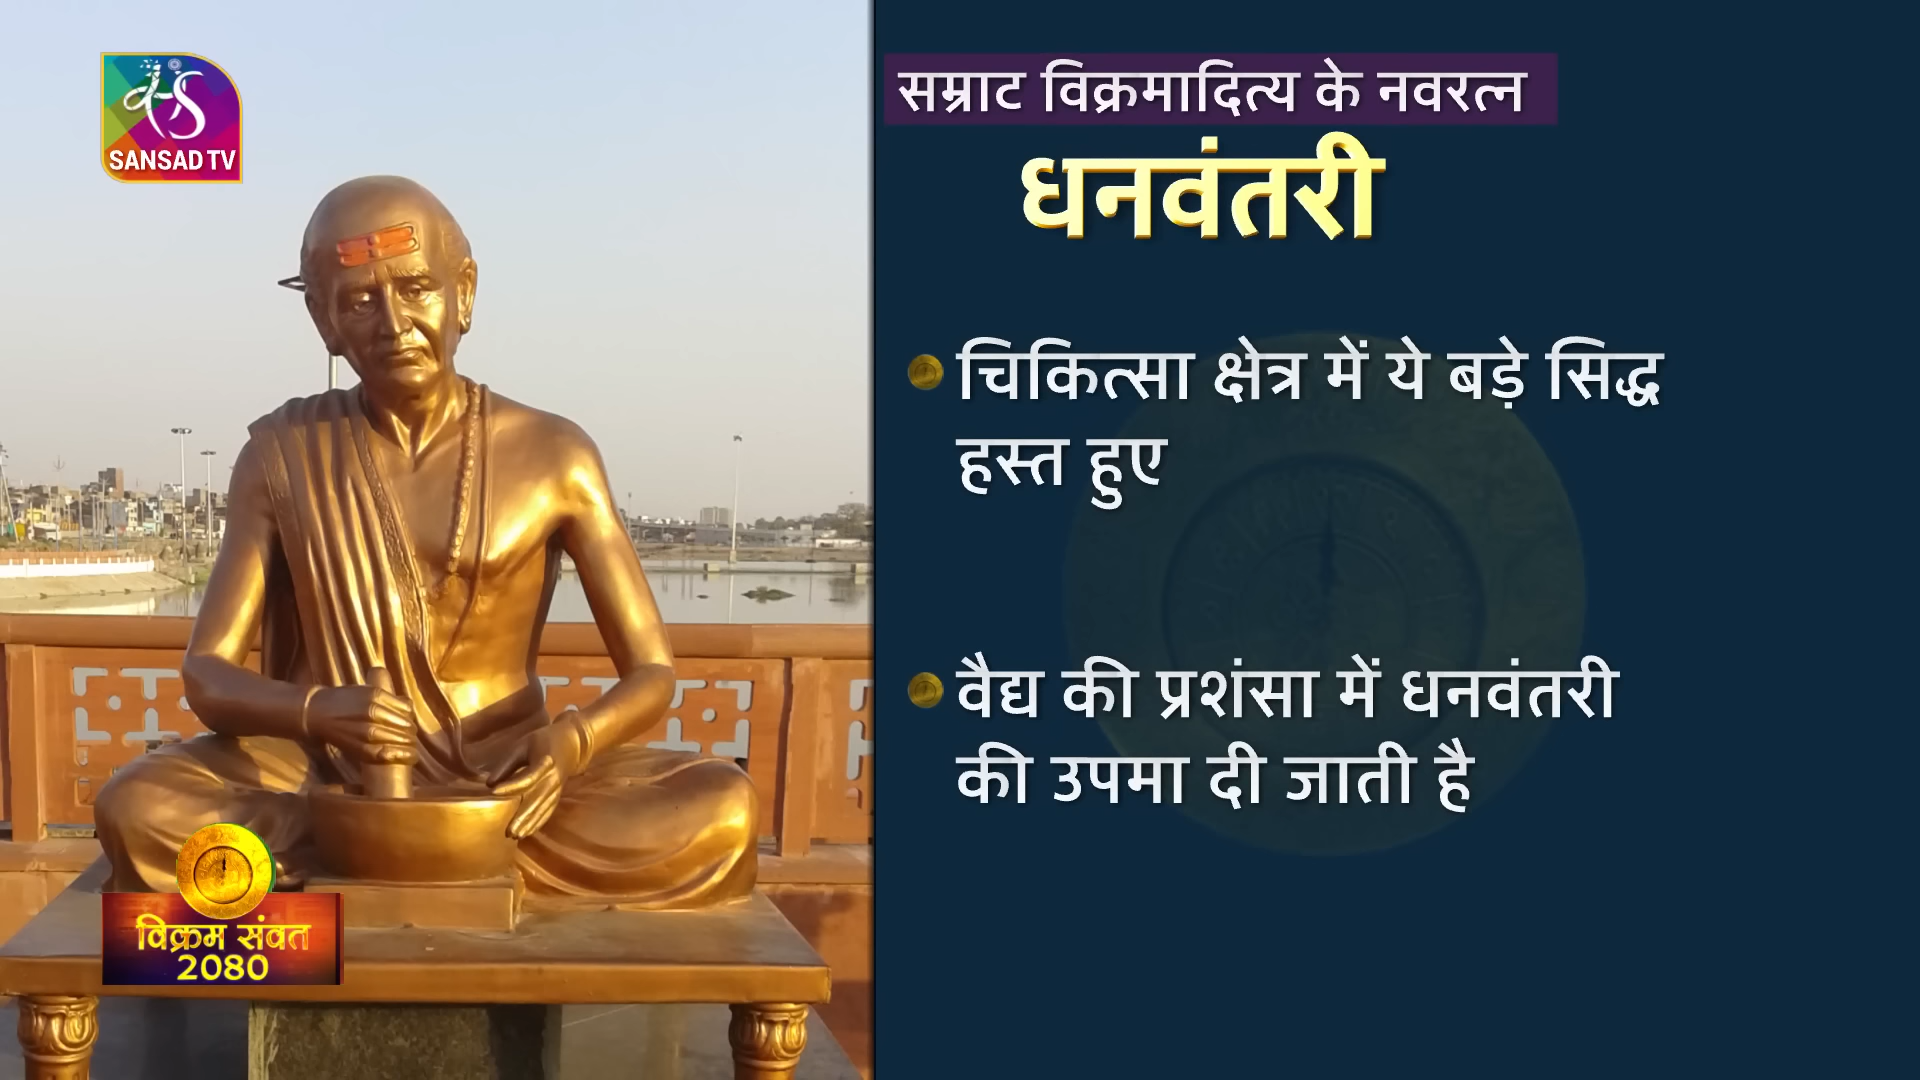 SANSAD TV
सम्राट विक्रमादित्य के नवरत्न
धनवंतरी
चिकित्सा क्षेत्र में ये बड़े सिद्ध
हस्त हुए
वैद्य की प्रशंसा में धनवंतरी
की उपमा दी जाती है
विक्रम संवत
2080